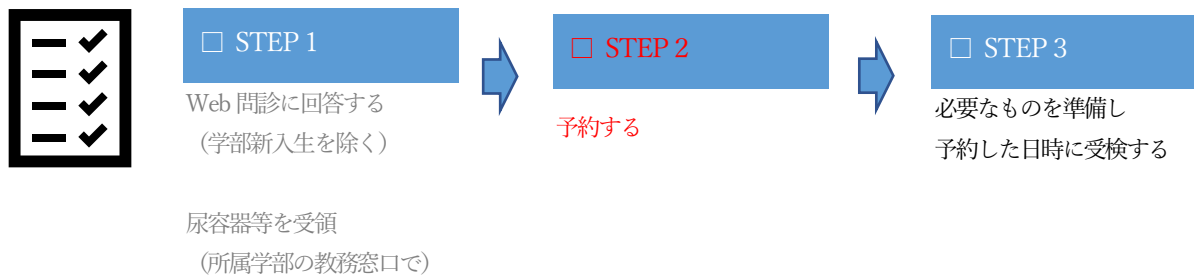 □ STEP 1
Web 問診に回答する
（学部新入生を除く）
尿容器等を受領
（所属学部の教務窓口で）
□ STEP 2
予約する
□ STEP 3
必要なものを準備し
予約した日時に受検する